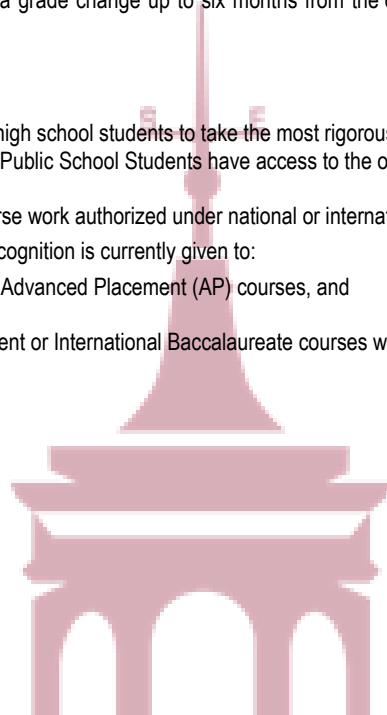 a grade change up to six months from the
S E
high school students to take the most rigorous
Public School Students have access to the o
rse work authorized under national or internat
cognition is currently given to:
Advanced Placement (AP) courses, and
ent or International Baccalaureate courses w